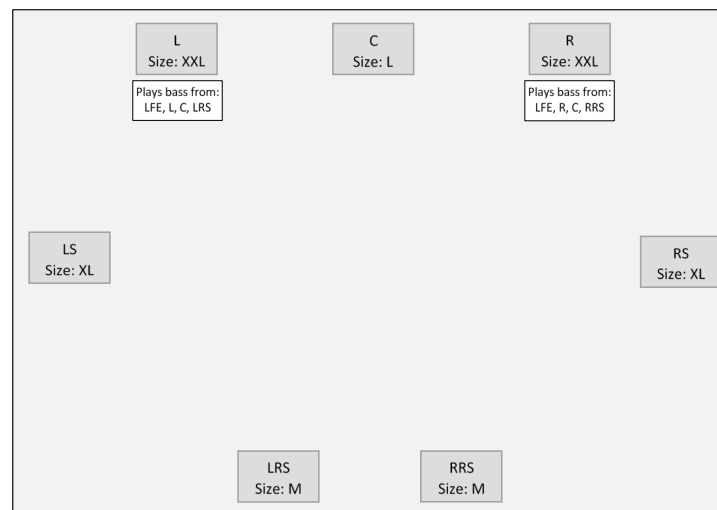 L
Size: XXL
C
Size: L
R
Size: XXL
Plays bass from:
LFE, L, C, LRS
Plays bass from:
LFE, R, C, RRS
LS
Size: XL
RS
Size: XL
LRS
Size: M
RRS
Size: M